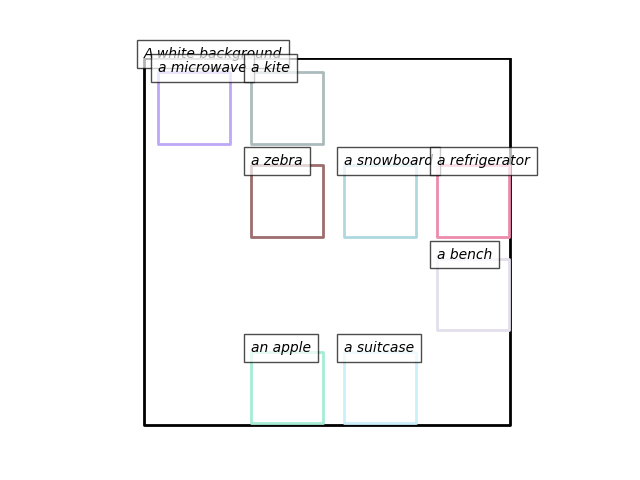 A white background
a microwave
a kite
a zebra
a snowboard
a refrigerator
a bench
an apple
a suitcase